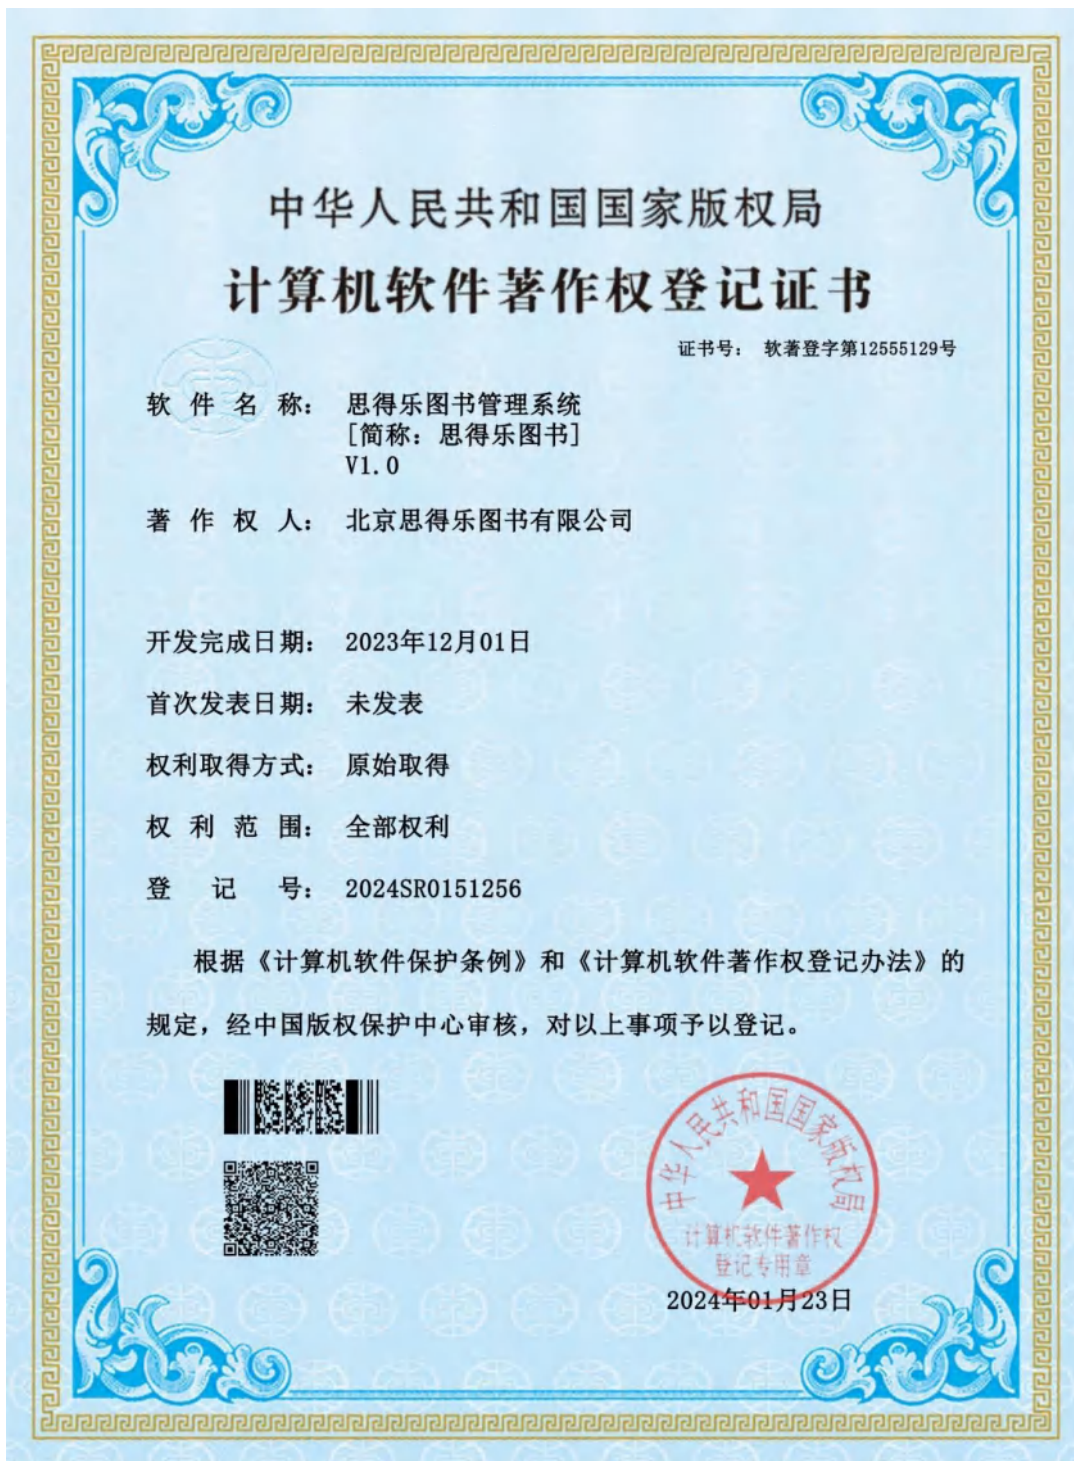 中华人民共和国国家版权局
计算机软件著作权登记证书
证书号： 软著登字第12555129号
软件名称： 思得乐图书管理系统
[简称：思得乐图书]
V1.0
著作权人： 北京思得乐图书有限公司
开发完成日期： 2023年12月01日
首次发表日期： 未发表
权利取得方式： 原始取得
权利范围： 全部权利
登记号： 2024SR0151256
根据《计算机软件保护条例》和《计算机软件著作权登记办法》的
规定，经中国版权保护中心审核，对以上事项予以登记。
中华人民共和国国家版权局
计算机软件著作权
登记专用章
2024年01月23日